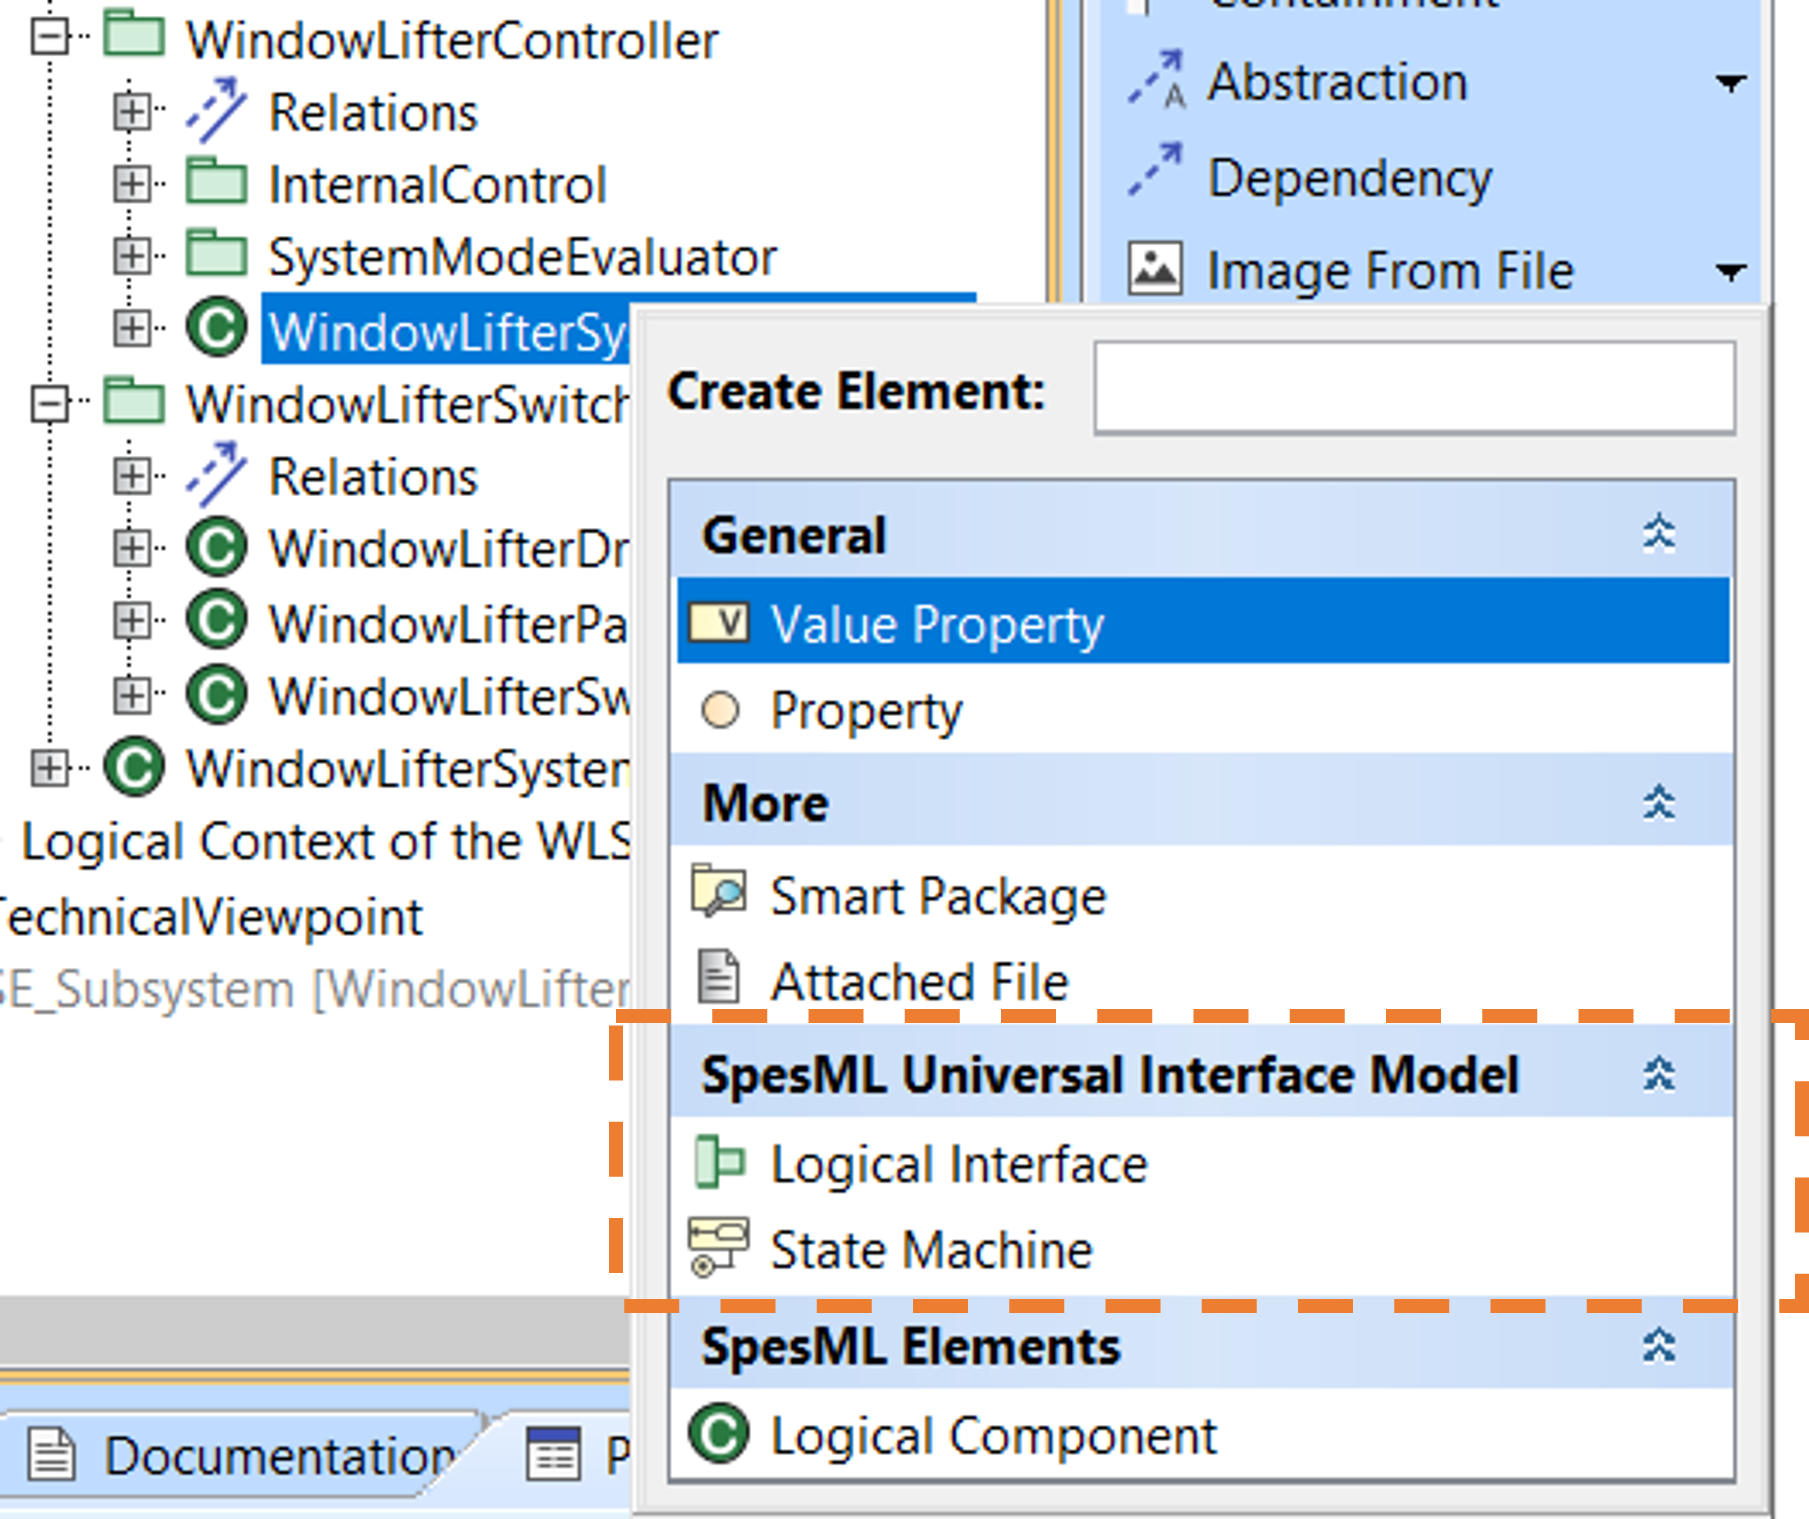 WindowLifterController
Relations
InternalControl
SystemModeEvaluator
WindowLifterSy
WindowLifterSwitch
Relations
WindowLifterDr
WindowLifterPa
WindowLifterSw
WindowLifterSystem
Logical Context of the WLS
TechnicalViewpoint
SE_Subsystem [WindowLifter
Documentation
P
Containment
A
Abstraction
Dependency
Image From File
Create Element:
General
V Value Property
Property
More
Smart Package
Attached File
SpesML Universal Interface Model
Logical Interface
State Machine
SpesML Elements
C Logical Component